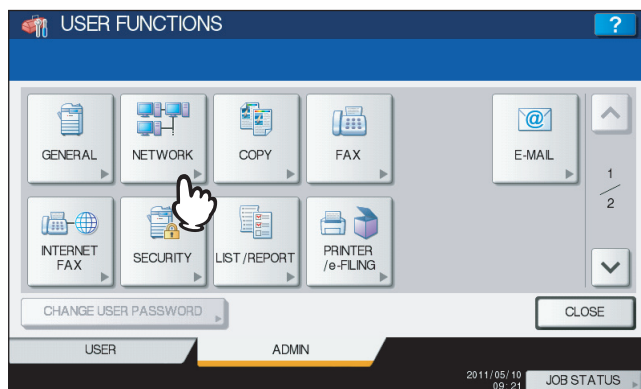 USER FUNCTIONS
?
GENERAL
NETWORK
COPY
FAX
@
E-MAIL
1
2
INTERNET
FAX
SECURITY
LIST/REPORT
PRINTER
/e-FILING
CHANGE USER PASSWORD
CLOSE
USER
ADMIN
2011/05/10
09:21
JOB STATUS